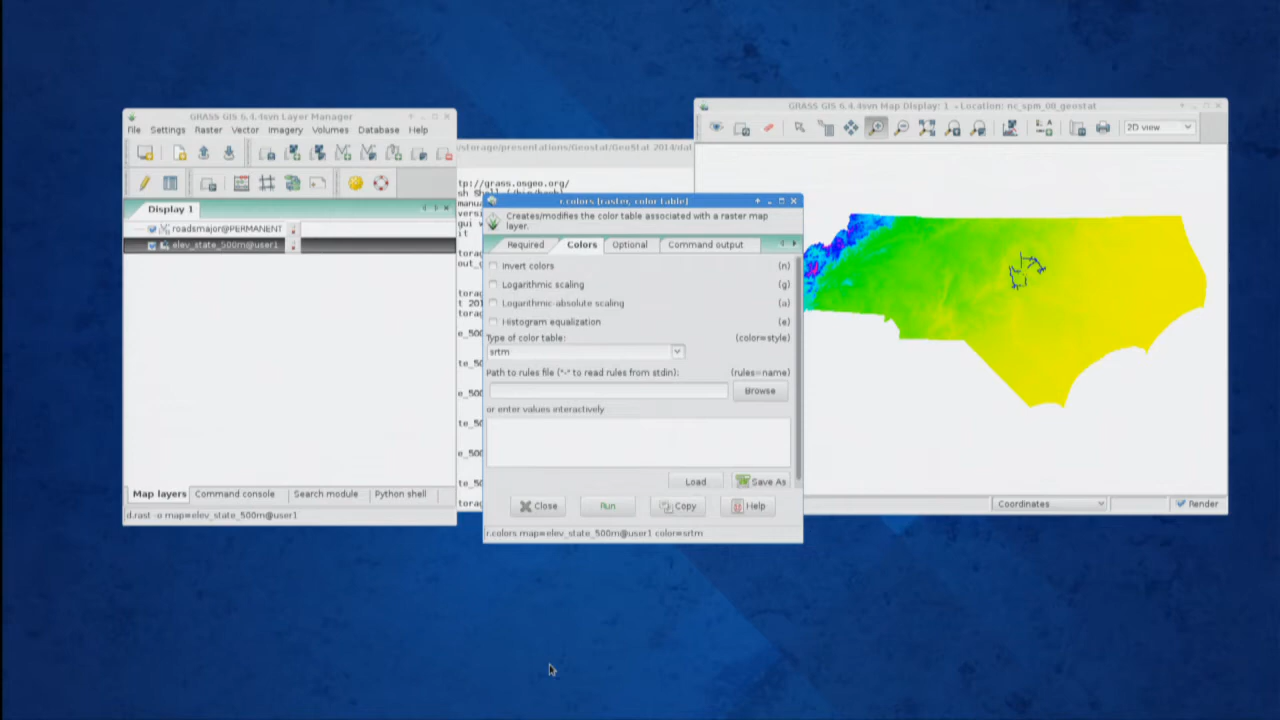 GRASS GIS 6.4.4svn Layer Manager
File Settings Raster Vector Imagery Volumes Database Help
Display 1
roadsmajor@PERMANENT
elev_state_500m@user1
Map layers Command console Search module Python shell
d.rast -o map=elev_state_500m@user1
/storage/presentations/Geostat/GeoStat 2014/dat
tp://grass.osgeo.org/
r.colors [raster, color table]
Creates/modifies the color table associated with a raster map
layer.
Required Colors Optional Command output
Invert colors (n)
Logarithmic scaling (g)
Logarithmic-absolute scaling (a)
Histogram equalization (e)
Type of color table: (color=style)
srtm
Path to rules file ("-" to read rules from stdin): (rules=name)
Browse
or enter values interactively
Load Save As
Close Run Copy Help
r.colors map=elev_state_500m@user1 color=srtm
GRASS GIS 6.4.4svn Map Display: 1 - Location: nc_spm_08_geostat
2D view
Coordinates Render